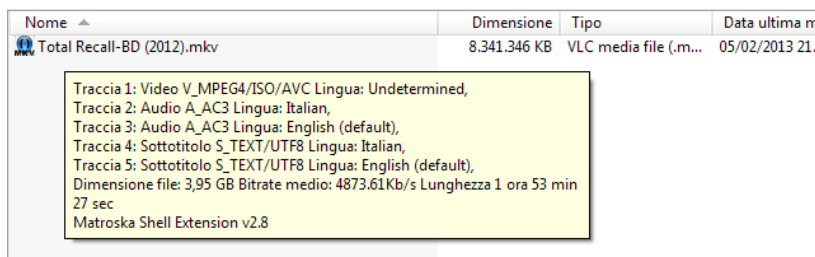 Nome Dimensione Tipo Data ultima m
MKV Total Recall-BD (2012).mkv 8.341.346 KB VLC media file (.m... 05/02/2013 21.
Traccia 1: Video V_MPEG4/ISO/AVC Lingua: Undetermined,
Traccia 2: Audio A_AC3 Lingua: Italian,
Traccia 3: Audio A_AC3 Lingua: English (default),
Traccia 4: Sottotitolo S_TEXT/UTF8 Lingua: Italian,
Traccia 5: Sottotitolo S_TEXT/UTF8 Lingua: English (default),
Dimensione file: 3,95 GB Bitrate medio: 4873.61Kb/s Lunghezza 1 ora 53 min
27 sec
Matroska Shell Extension v2.8